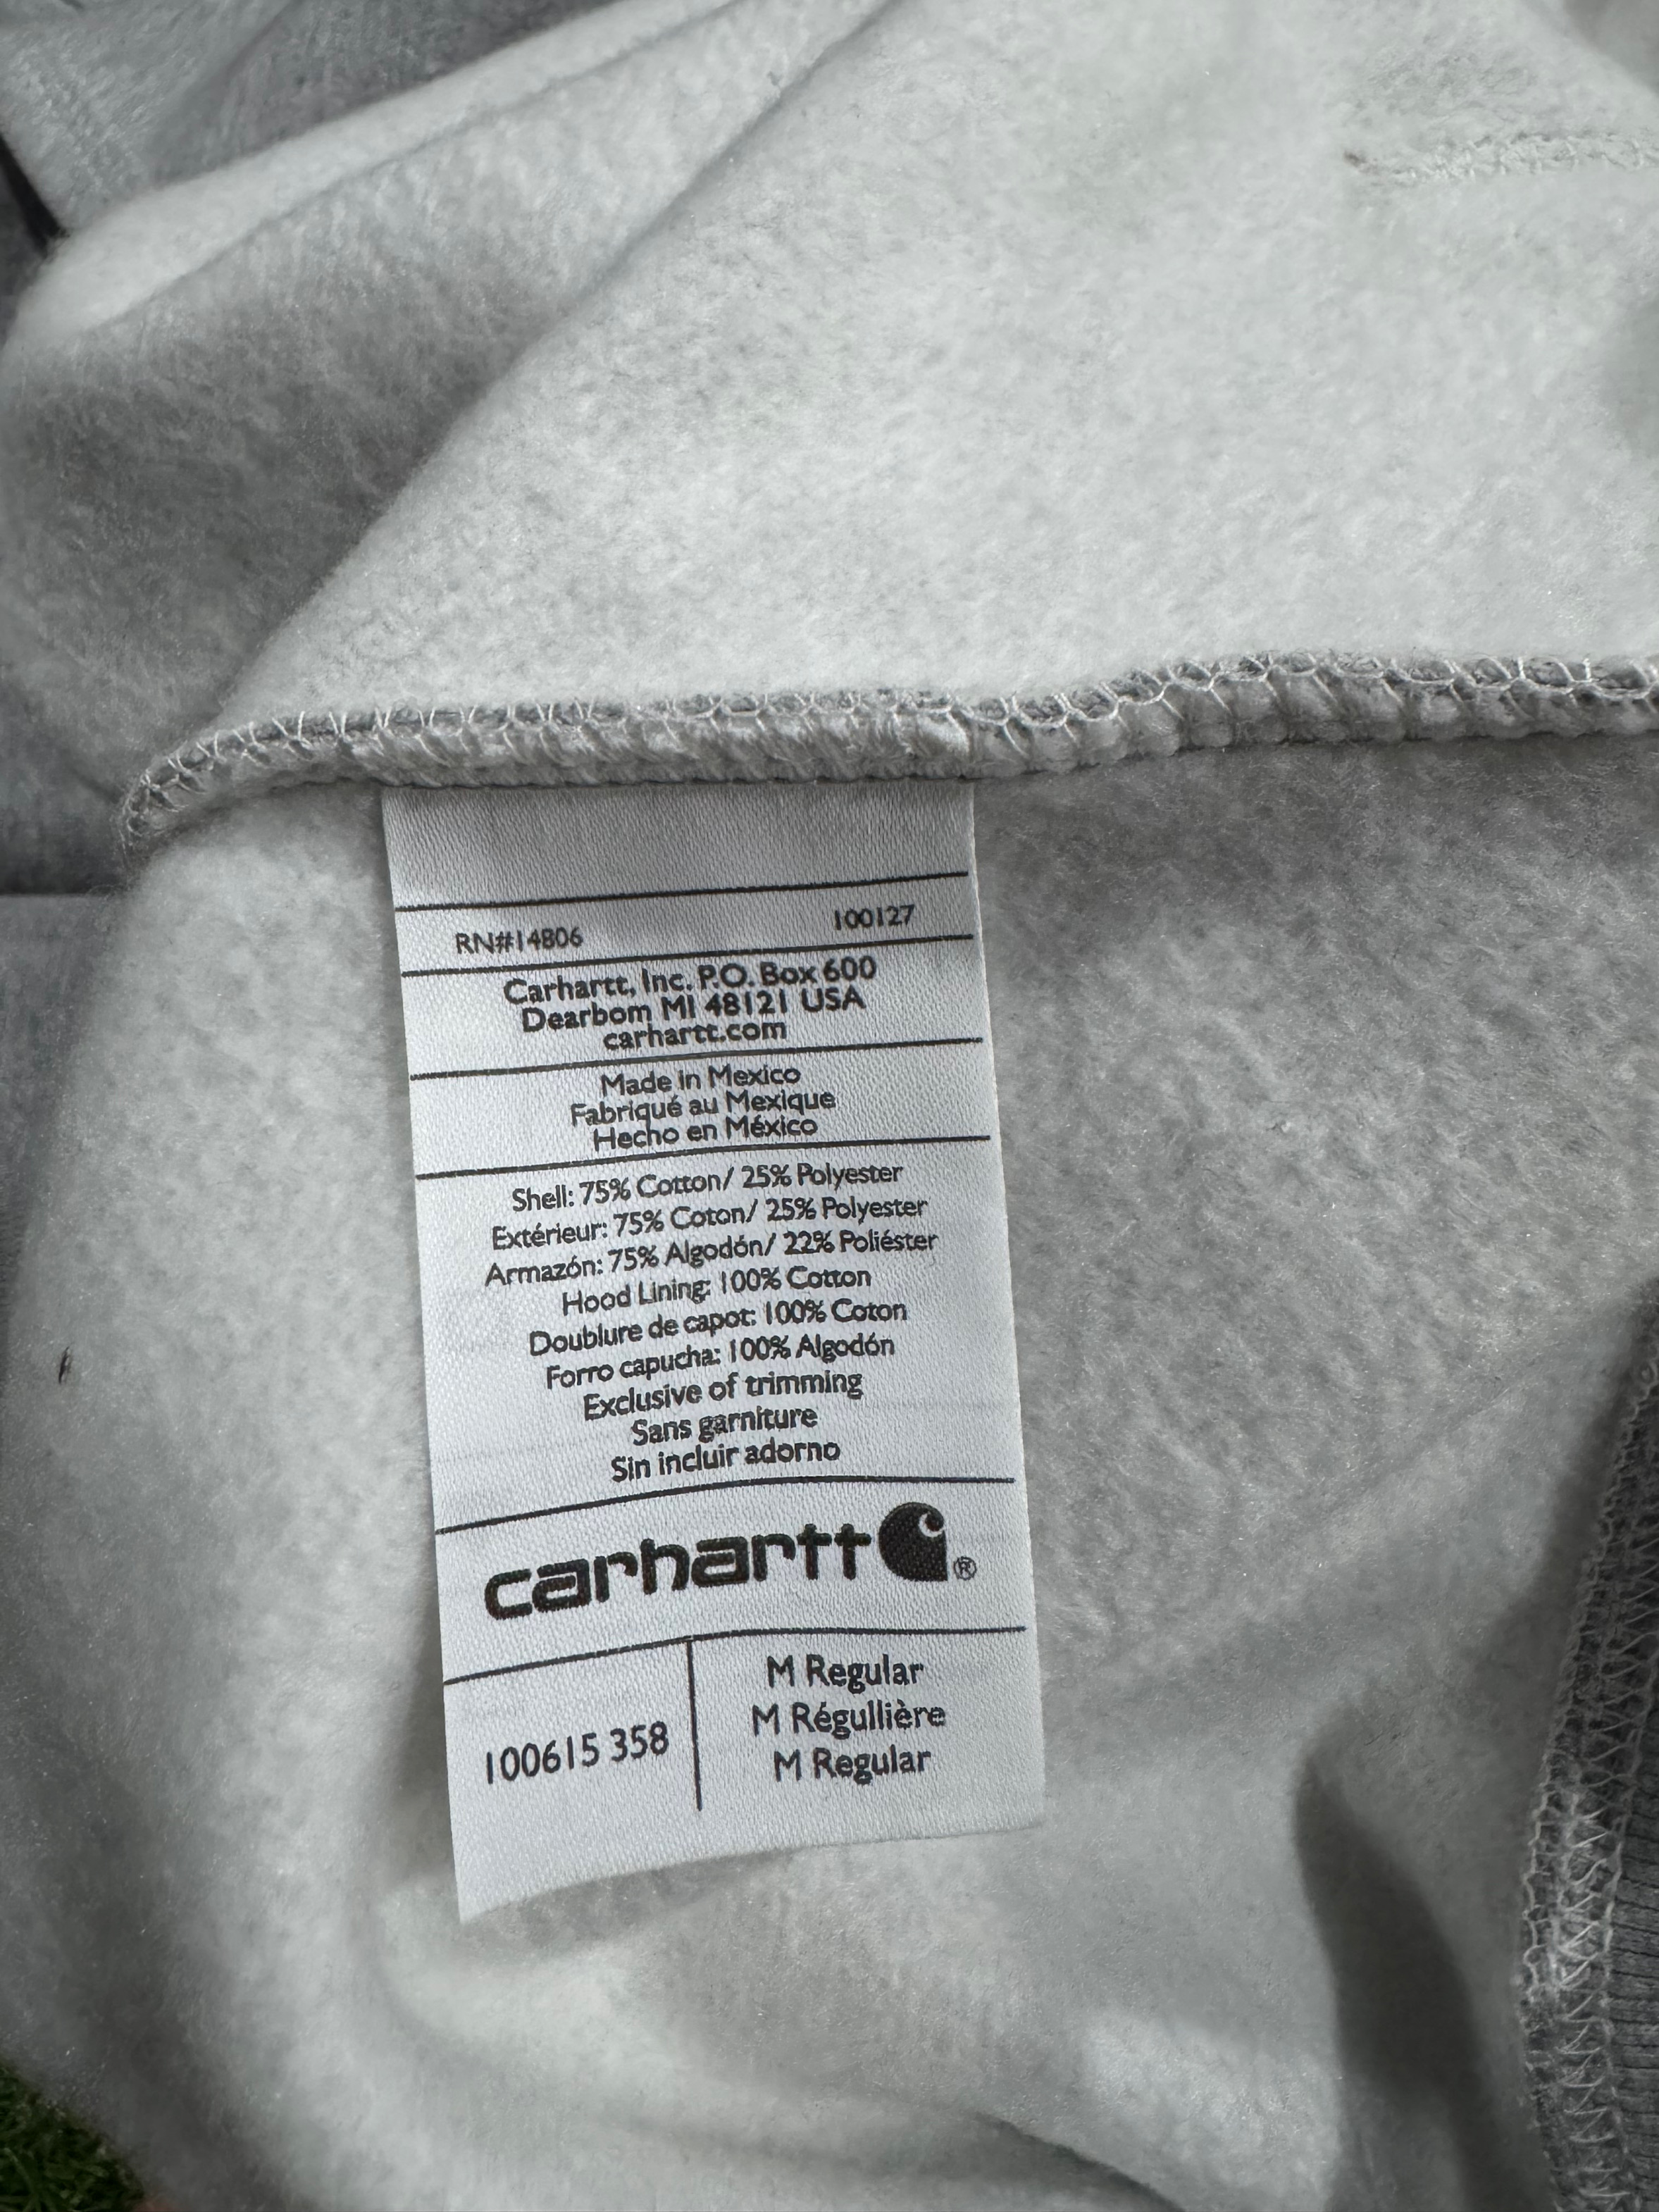 RN#14806 100127
Carhartt, Inc. P.O. Box 600
Dearbom MI 48121 USA
carhartt.com
Made in Mexico
Fabriqué au Mexique
Hecho en México
Shell: 75% Cotton/ 25% Polyester
Extérieur: 75% Coton/ 25% Polyester
Armazón: 75% Algodón/ 22% Poliéster
Hood Lining: 100% Cotton
Doublure de capot: 100% Coton
Forro capucha: 100% Algodón
Exclusive of trimming
Sans garniture
Sin incluir adorno
carhartt ®
M Regular
M Régullière
100615 358
M Regular